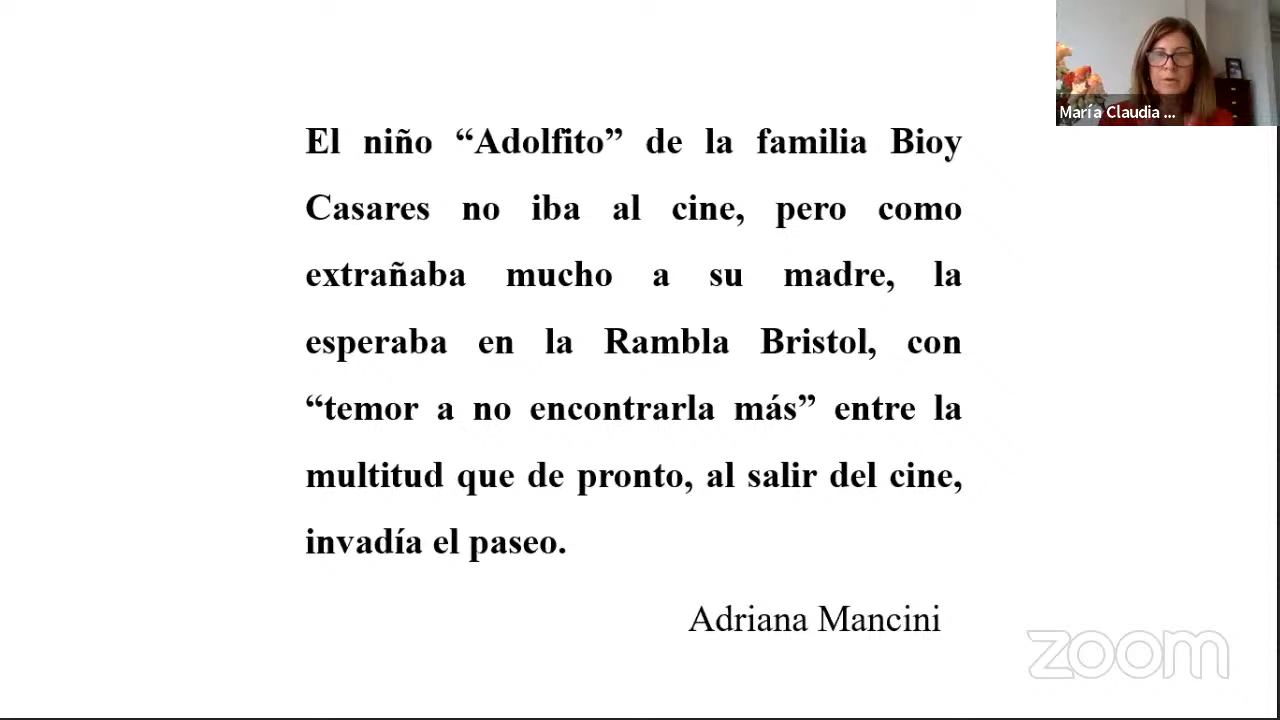 El niño “Adolfito” de la familia Bioy
Casares no iba al cine, pero como
extrañaba mucho a su madre, la
esperaba en la Rambla Bristol, con
“temor a no encontrarla más” entre la
multitud que de pronto, al salir del cine,
invadía el paseo.
Adriana Mancini
María Claudia ...
zoom